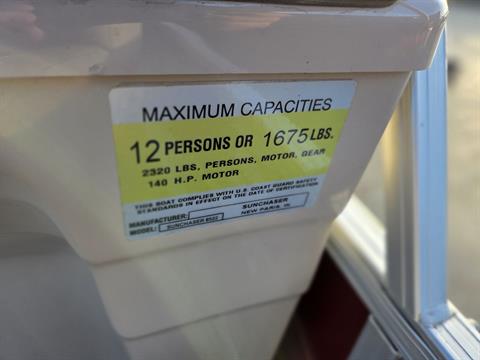 MAXIMUM CAPACITIES
12 PERSONS OR 1675 LBS.
2320 LBS, PERSONS, MOTOR, GEAR
140 H.P. MOTOR
THIS BOAT COMPLIES WITH U.S. COAST GUARD SAFETY
STANDARDS IN EFFECT ON THE DATE OF CERTIFICATION
MANUFACTURER: SUNCHASER
NEW PARIS, IN
MODEL: SUNCHASER 8522